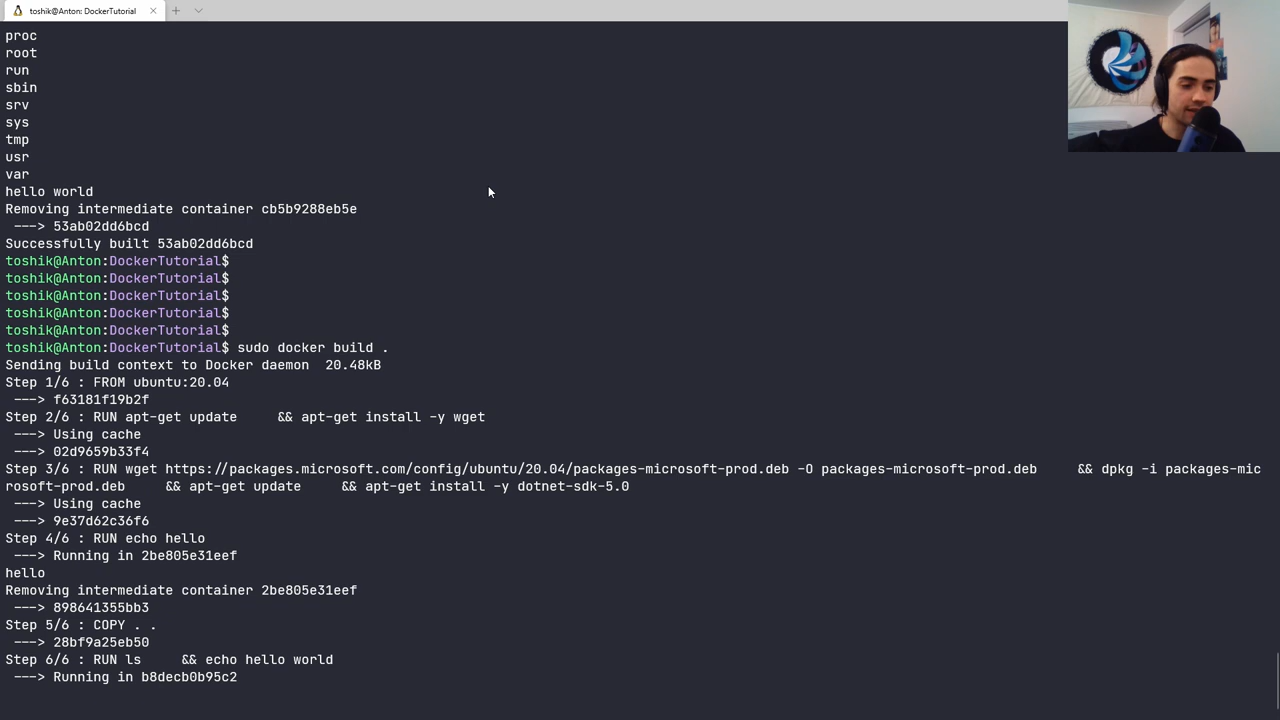 toshik@Anton: DockerTutorial
proc
root
run
sbin
srv
sys
tmp
usr
var
hello world
Removing intermediate container cb5b9288eb5e
---> 53ab02dd6bcd
Successfully built 53ab02dd6bcd
toshik@Anton:DockerTutorial$
toshik@Anton:DockerTutorial$
toshik@Anton:DockerTutorial$
toshik@Anton:DockerTutorial$
toshik@Anton:DockerTutorial$
toshik@Anton:DockerTutorial$ sudo docker build .
Sending build context to Docker daemon  20.48kB
Step 1/6 : FROM ubuntu:20.04
---> f63181f19b2f
Step 2/6 : RUN apt-get update     && apt-get install -y wget
---> Using cache
---> 02d9659b33f4
Step 3/6 : RUN wget https://packages.microsoft.com/config/ubuntu/20.04/packages-microsoft-prod.deb -O packages-microsoft-prod.deb     && dpkg -i packages-mic
rosoft-prod.deb     && apt-get update     && apt-get install -y dotnet-sdk-5.0
---> Using cache
---> 9e37d62c36f6
Step 4/6 : RUN echo hello
---> Running in 2be805e31eef
hello
Removing intermediate container 2be805e31eef
---> 898641355bb3
Step 5/6 : COPY . .
---> 28bf9a25eb50
Step 6/6 : RUN ls     && echo hello world
---> Running in b8decb0b95c2